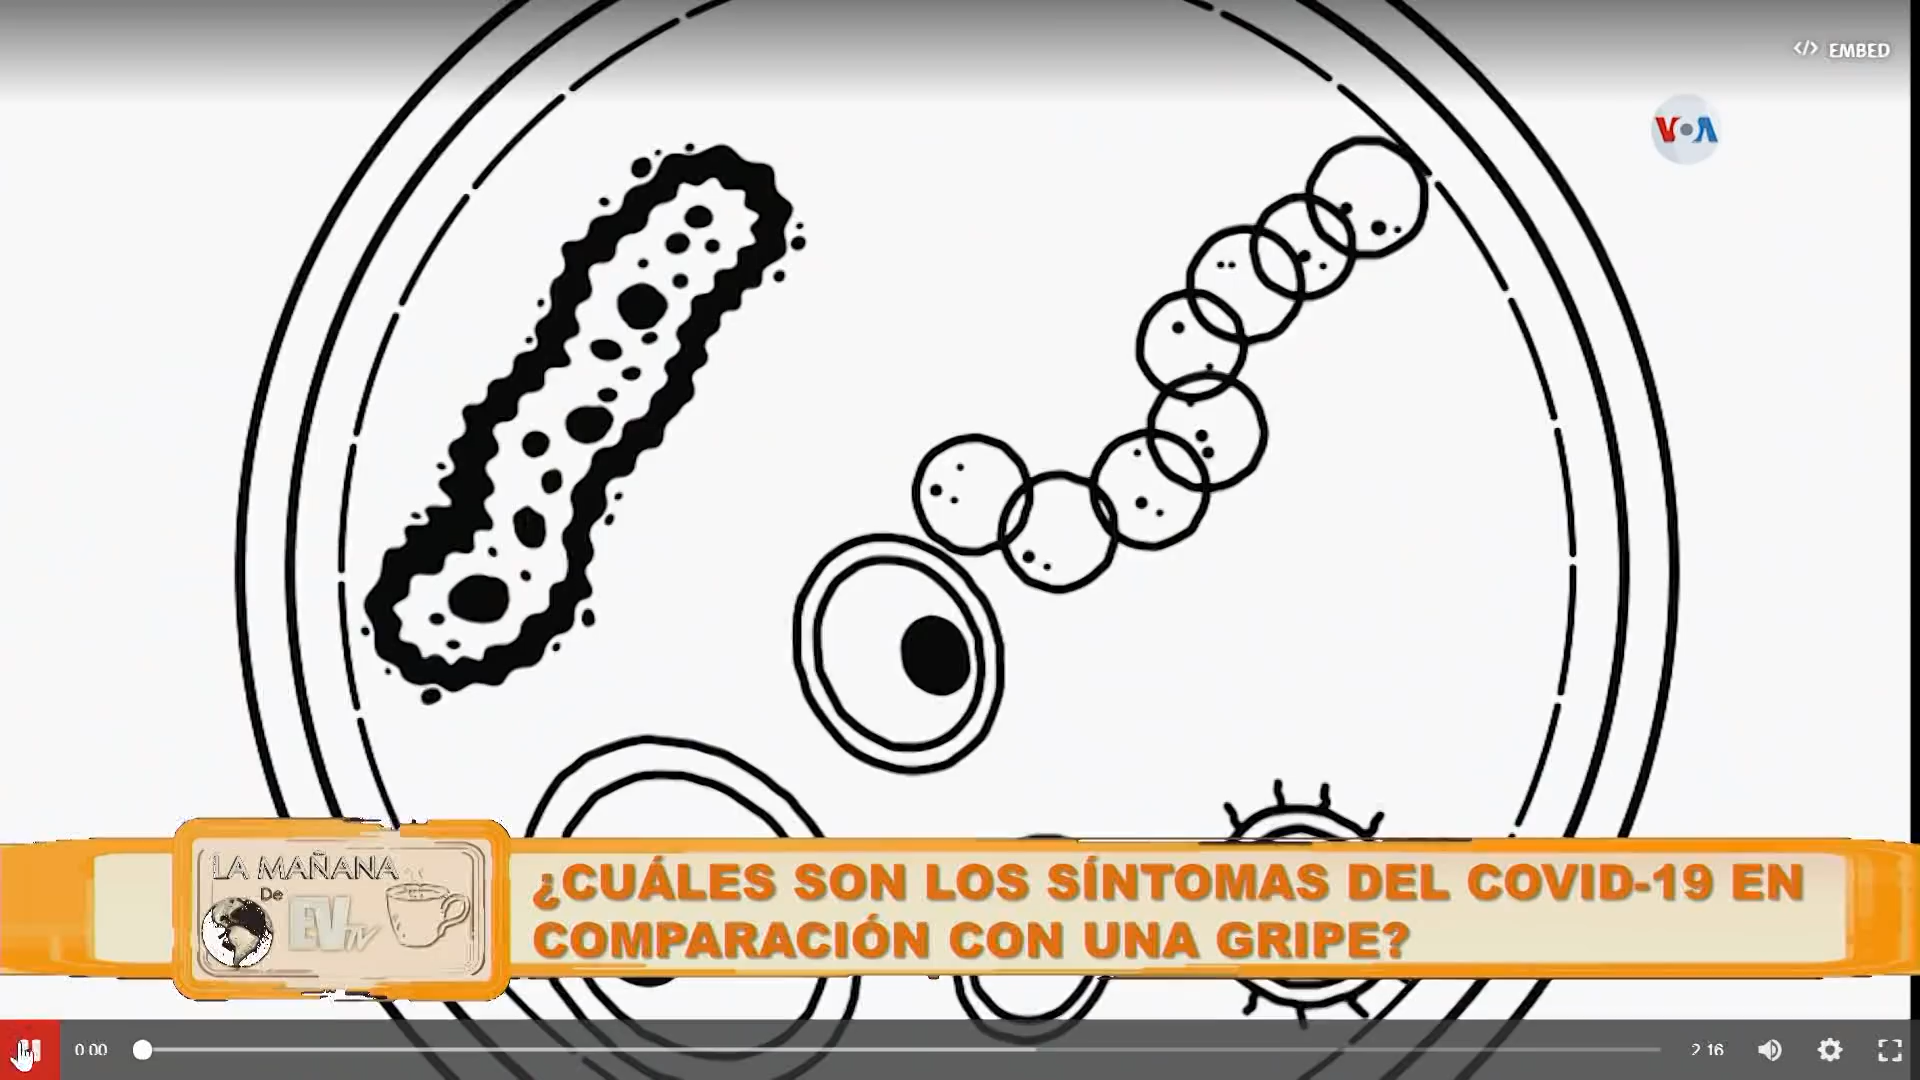 </> EMBED
VOA
LA MAÑANA
De
EVTV
¿CUÁLES SON LOS SÍNTOMAS DEL COVID-19 EN
COMPARACIÓN CON UNA GRIPE?
0:00
2:16